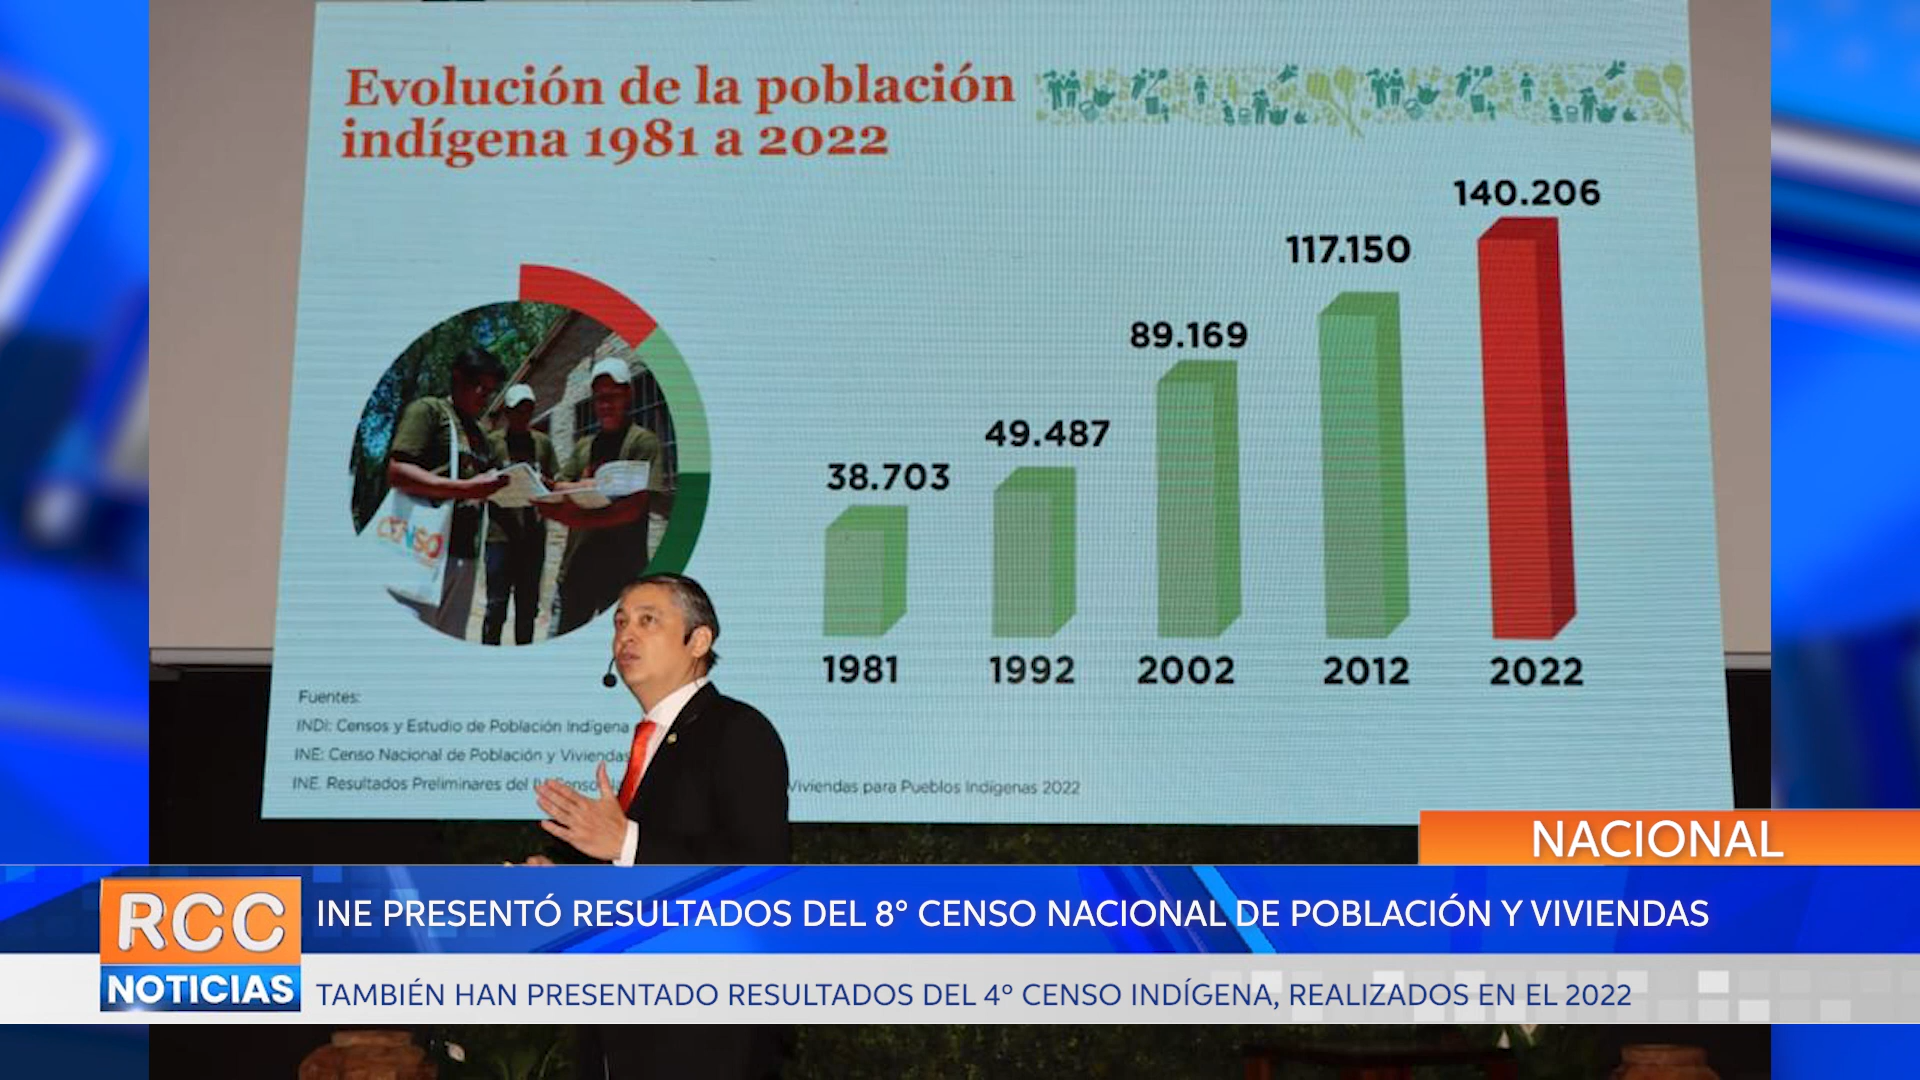 Evolución de la población
indígena 1981 a 2022
140.206
117.150
89.169
49.487
38.703
1981 1992 2002 2012 2022
CENSO
Fuentes:
INDI: Censos y Estudio de Población Indígena
INE: Censo Nacional de Población y Viviendas
INE. Resultados Preliminares del IV Censo Viviendas para Pueblos Indígenas 2022
NACIONAL
RCC
NOTICIAS
INE PRESENTÓ RESULTADOS DEL 8° CENSO NACIONAL DE POBLACIÓN Y VIVIENDAS
TAMBIÉN HAN PRESENTADO RESULTADOS DEL 4° CENSO INDÍGENA, REALIZADOS EN EL 2022